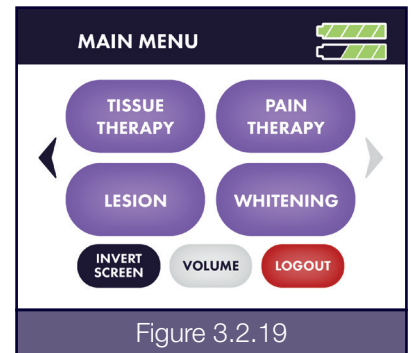 MAIN MENU
TISSUE
THERAPY
PAIN
THERAPY
LESION
WHITENING
INVERT
SCREEN
VOLUME
LOGOUT
Figure 3.2.19